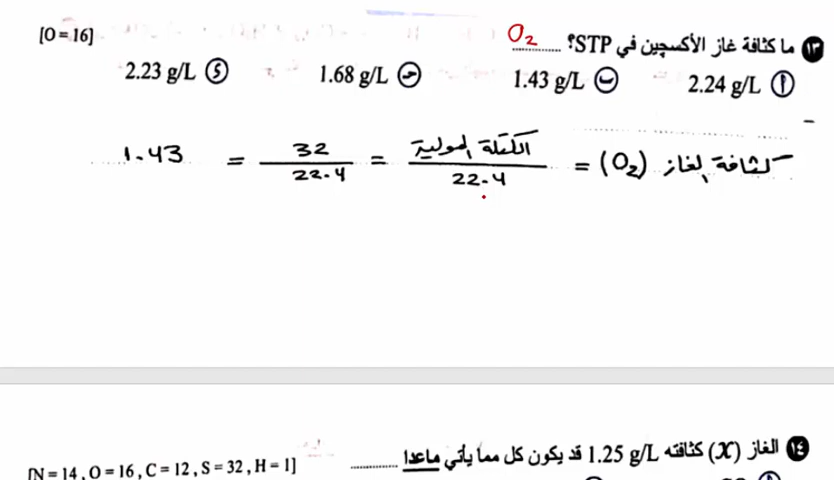 ١٣ ما كثافة غاز الأكسجين في STP؟ .......... O₂ [O = 16]
أ 2.24 g/L ب 1.43 g/L ج 1.68 g/L د 2.23 g/L
كثافة الغاز (O₂) = الكتلة المولية / 22.4 = 32 / 22.4 = 1.43
١٤ الغاز (X) كثافته 1.25 g/L قد يكون كل مما يأتي ماعدا .......... [N = 14, O = 16, C = 12, S = 32, H = 1]